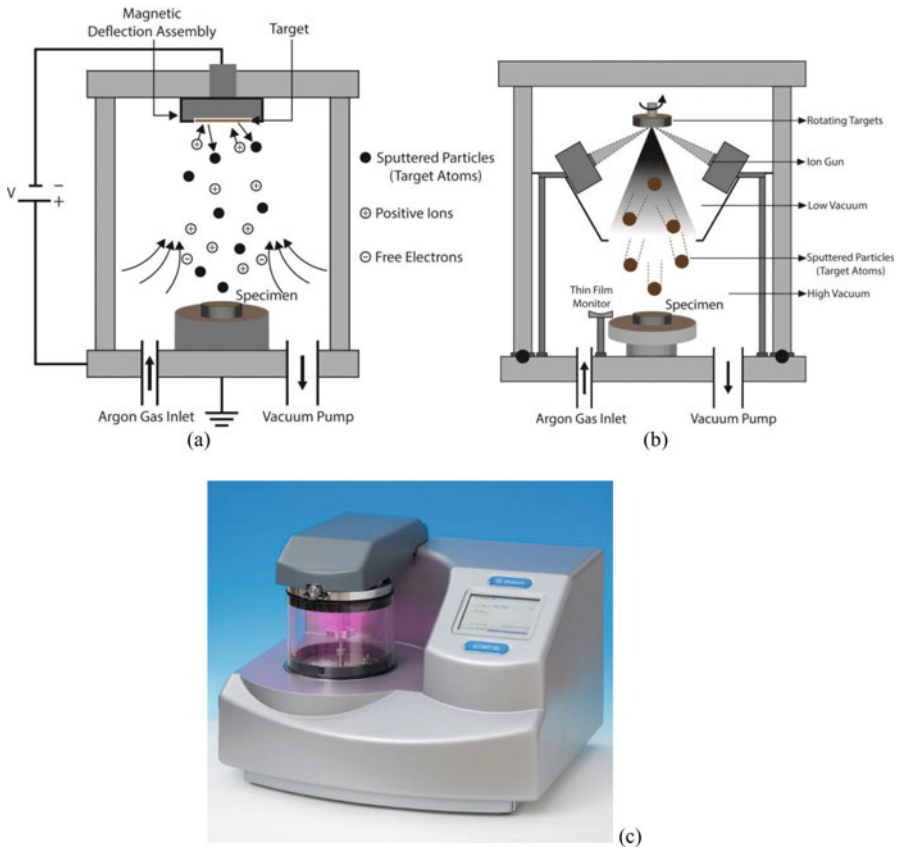 Magnetic
Deflection Assembly
Target
V
−
+
Sputtered Particles
(Target Atoms)
Positive Ions
Free Electrons
Specimen
Argon Gas Inlet
Vacuum Pump
(a)
Rotating Targets
Ion Gun
Low Vacuum
Sputtered Particles
(Target Atoms)
High Vacuum
Thin Film
Monitor
Specimen
Argon Gas Inlet
Vacuum Pump
(b)
(c)